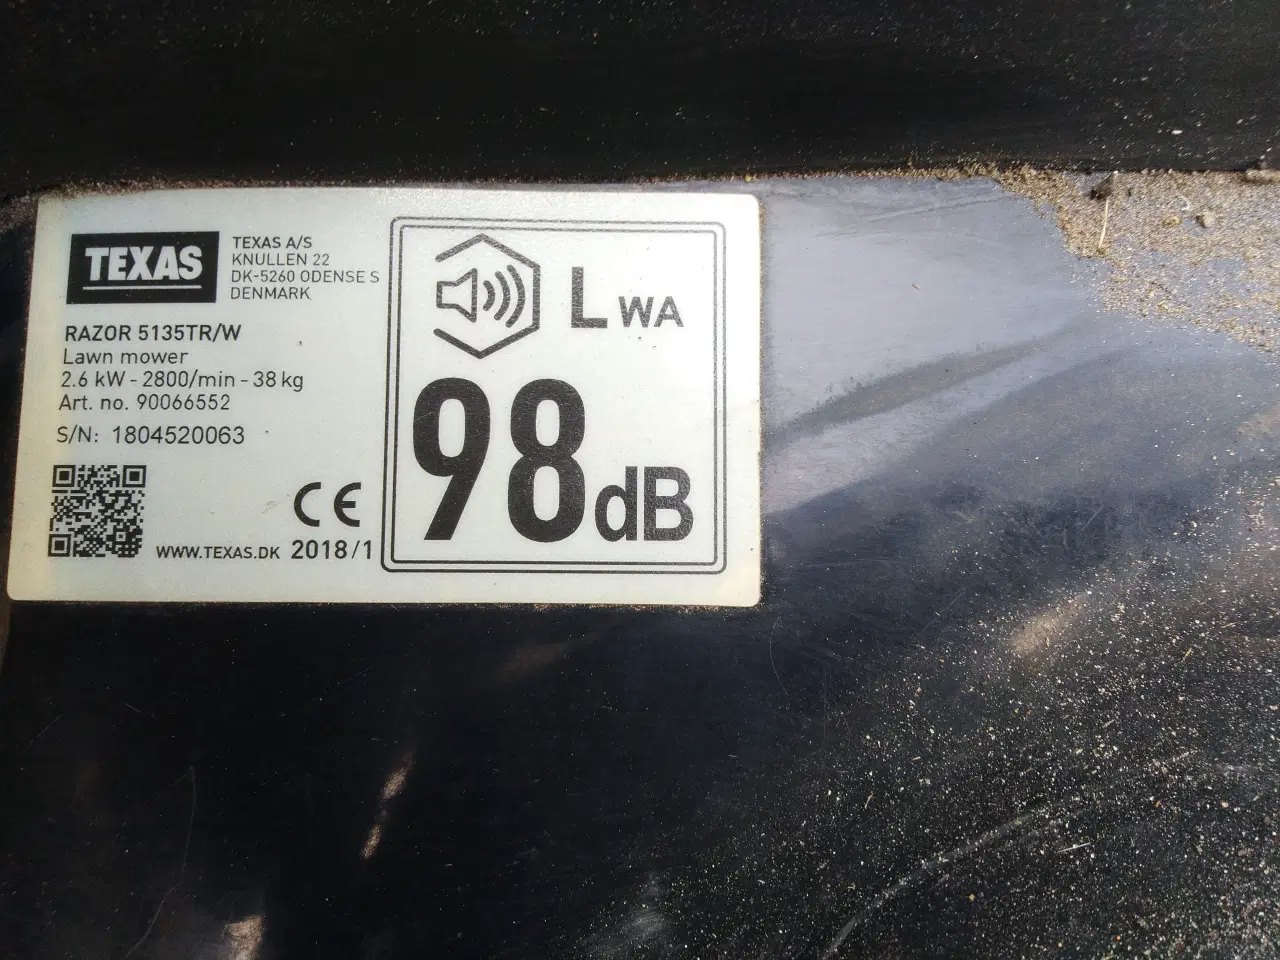 TEXAS
TEXAS A/S
KNULLEN 22
DK-5260 ODENSE S
DENMARK
RAZOR 5135TR/W
Lawn mower
2.6 kW - 2800/min - 38 kg
Art. no. 90066552
S/N: 1804520063
CE
WWW.TEXAS.DK 2018/1
LWA
98dB